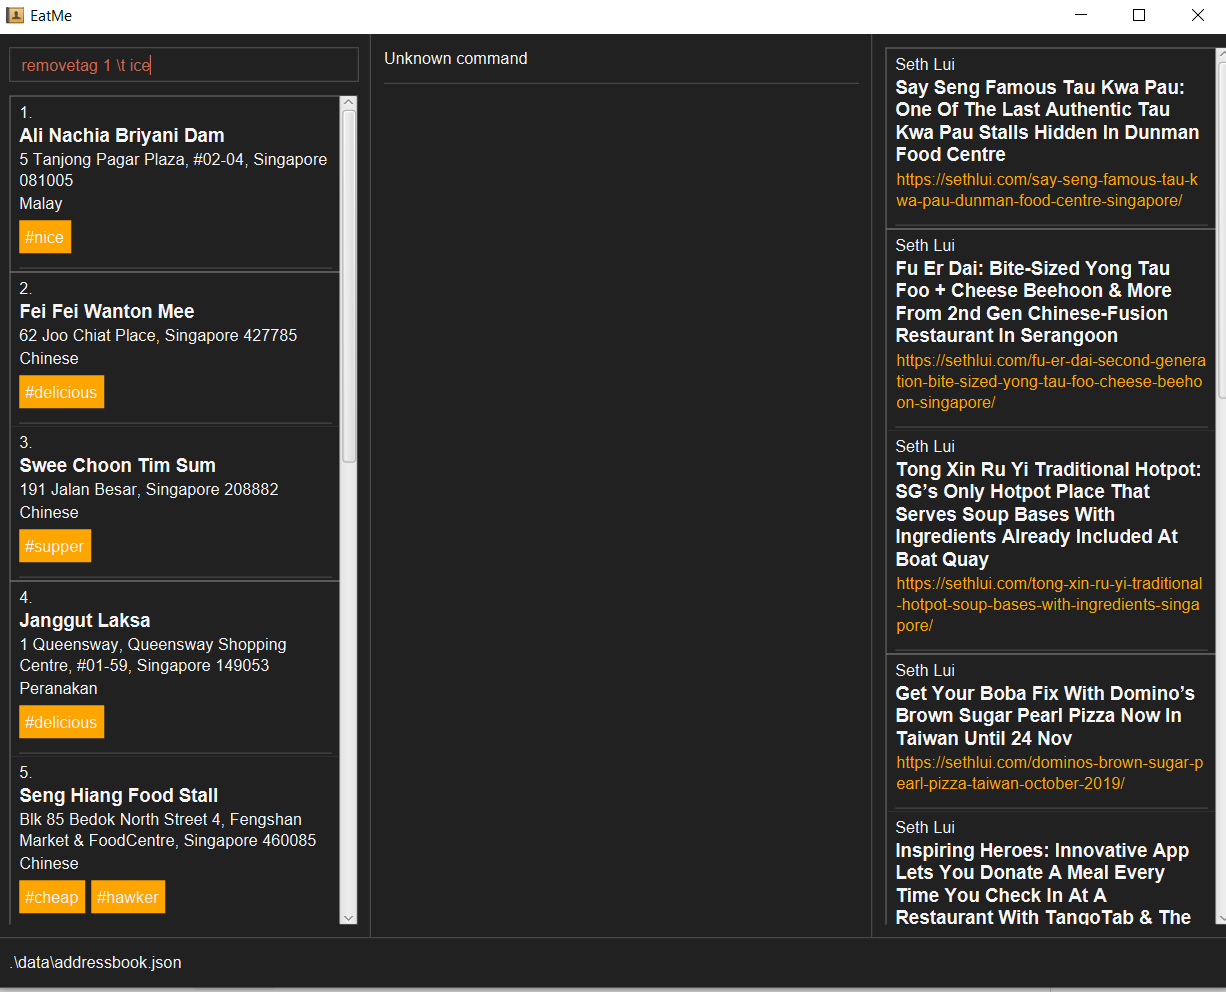 EatMe
removetag 1 \t ice
1.
Ali Nachia Briyani Dam
5 Tanjong Pagar Plaza, #02-04, Singapore
081005
Malay
#nice
2.
Fei Fei Wanton Mee
62 Joo Chiat Place, Singapore 427785
Chinese
#delicious
3.
Swee Choon Tim Sum
191 Jalan Besar, Singapore 208882
Chinese
#supper
4.
Janggut Laksa
1 Queensway, Queensway Shopping
Centre, #01-59, Singapore 149053
Peranakan
#delicious
5.
Seng Hiang Food Stall
Blk 85 Bedok North Street 4, Fengshan
Market & FoodCentre, Singapore 460085
Chinese
#cheap #hawker
Unknown command
Seth Lui
Say Seng Famous Tau Kwa Pau:
One Of The Last Authentic Tau
Kwa Pau Stalls Hidden In Dunman
Food Centre
https://sethlui.com/say-seng-famous-tau-k
wa-pau-dunman-food-centre-singapore/
Seth Lui
Fu Er Dai: Bite-Sized Yong Tau
Foo + Cheese Beehoon & More
From 2nd Gen Chinese-Fusion
Restaurant In Serangoon
https://sethlui.com/fu-er-dai-second-genera
tion-bite-sized-yong-tau-foo-cheese-beeho
on-singapore/
Seth Lui
Tong Xin Ru Yi Traditional Hotpot:
SG’s Only Hotpot Place That
Serves Soup Bases With
Ingredients Already Included At
Boat Quay
https://sethlui.com/tong-xin-ru-yi-traditional
-hotpot-soup-bases-with-ingredients-singa
pore/
Seth Lui
Get Your Boba Fix With Domino’s
Brown Sugar Pearl Pizza Now In
Taiwan Until 24 Nov
https://sethlui.com/dominos-brown-sugar-p
earl-pizza-taiwan-october-2019/
Seth Lui
Inspiring Heroes: Innovative App
Lets You Donate A Meal Every
Time You Check In At A
Restaurant With TangoTab & The
.\data\addressbook.json